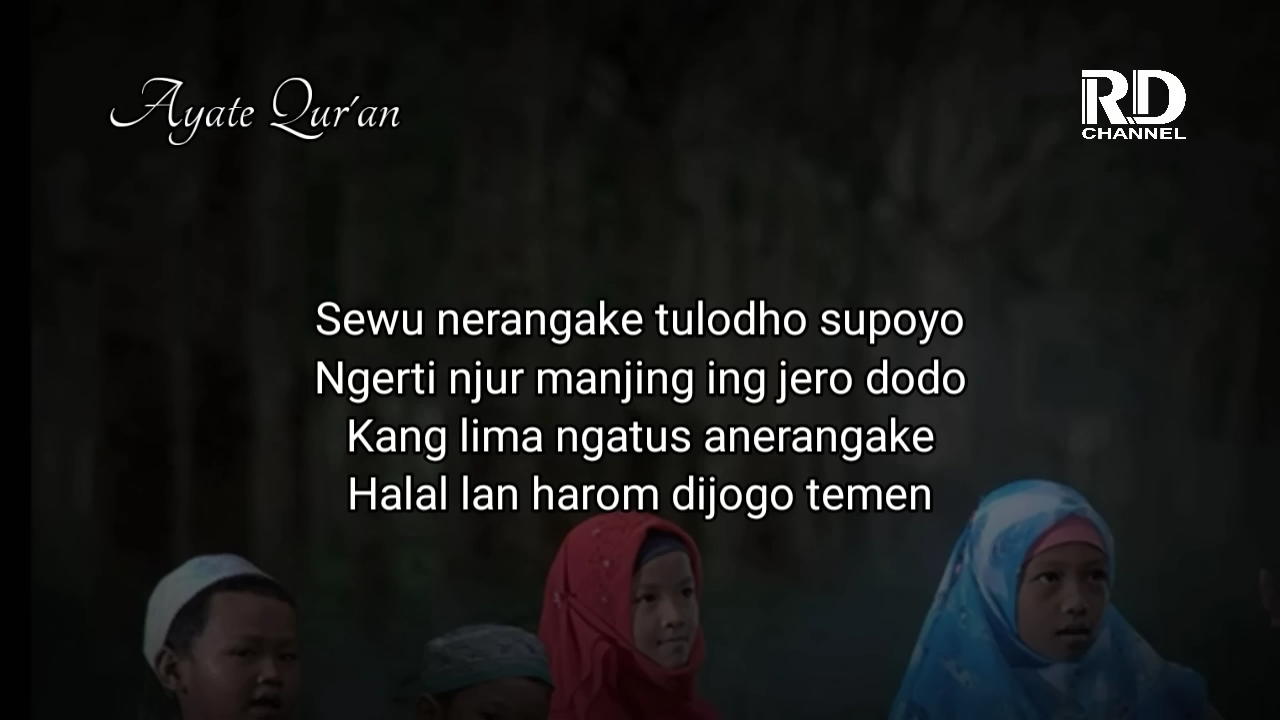 Ayate Qur'an
RD
CHANNEL
Sewu nerangake tulodho supoyo
Ngerti njur manjing ing jero dodo
Kang lima ngatus anerangake
Halal lan harom dijogo temen